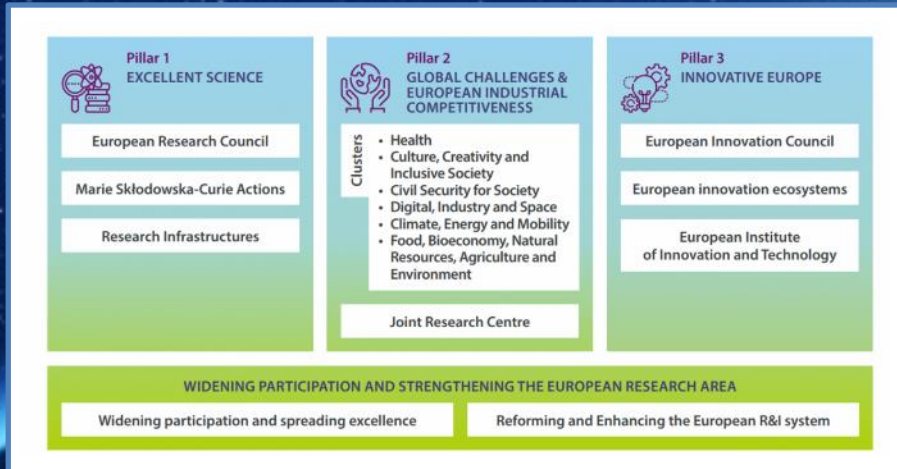 Pillar 1
EXCELLENT SCIENCE
European Research Council
Marie Skłodowska-Curie Actions
Research Infrastructures
Pillar 2
GLOBAL CHALLENGES &
EUROPEAN INDUSTRIAL
COMPETITIVENESS
Clusters
• Health
• Culture, Creativity and
Inclusive Society
• Civil Security for Society
• Digital, Industry and Space
• Climate, Energy and Mobility
• Food, Bioeconomy, Natural
Resources, Agriculture and
Environment
Joint Research Centre
Pillar 3
INNOVATIVE EUROPE
European Innovation Council
European innovation ecosystems
European Institute
of Innovation and Technology
WIDENING PARTICIPATION AND STRENGTHENING THE EUROPEAN RESEARCH AREA
Widening participation and spreading excellence
Reforming and Enhancing the European R&I system